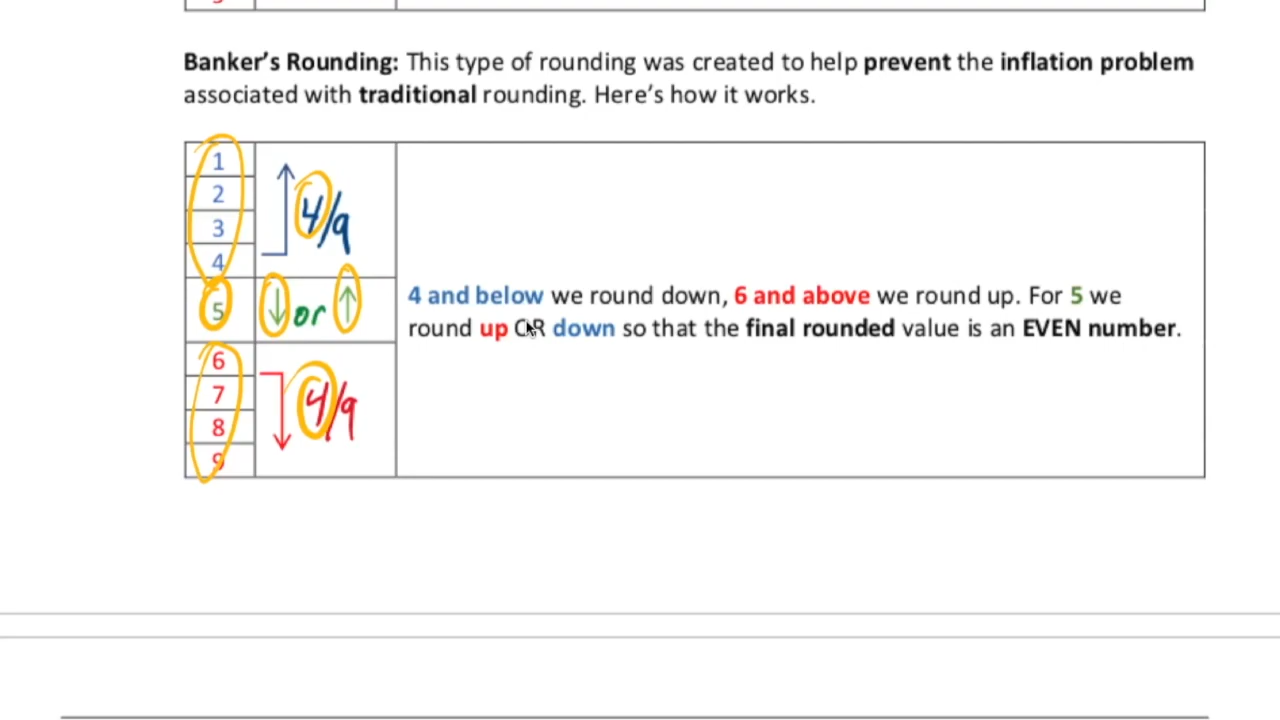 Banker's Rounding: This type of rounding was created to help prevent the inflation problem
associated with traditional rounding. Here's how it works.
1
2
3
4
4/9
5
↓ or ↑
6
7
8
9
4/9
4 and below we round down, 6 and above we round up. For 5 we
round up OR down so that the final rounded value is an EVEN number.